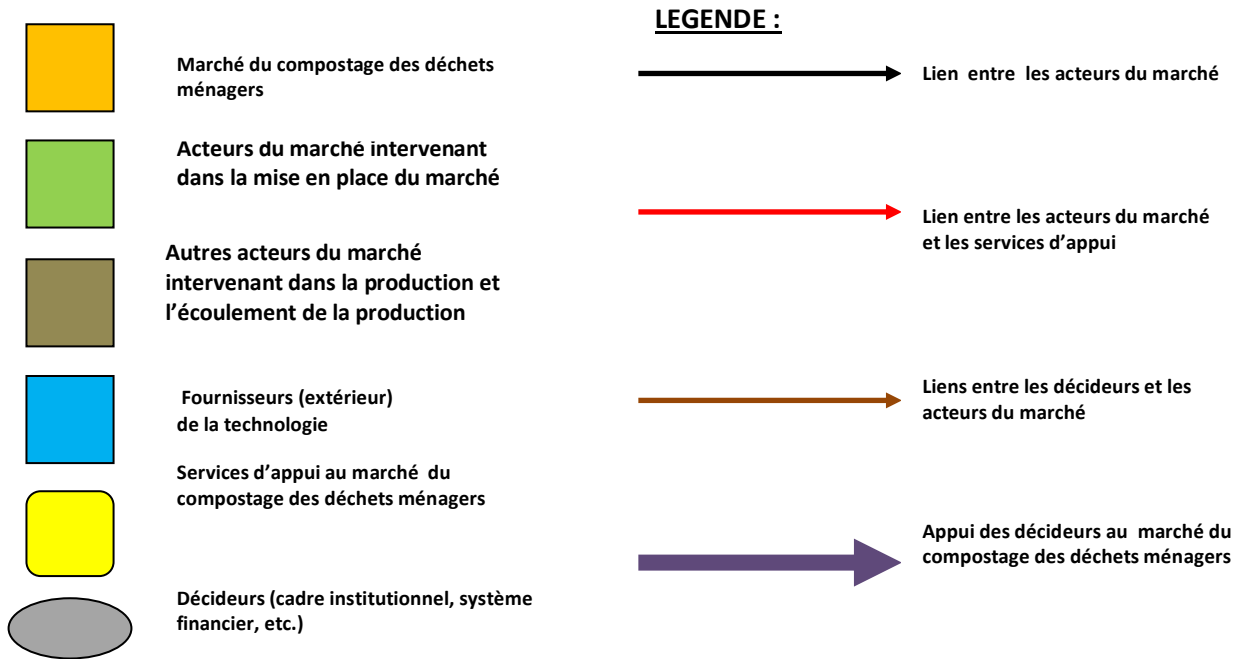 LEGENDE :
Marché du compostage des déchets
ménagers
Acteurs du marché intervenant
dans la mise en place du marché
Autres acteurs du marché
intervenant dans la production et
l’écoulement de la production
Fournisseurs (extérieur)
de la technologie
Services d’appui au marché du
compostage des déchets ménagers
Décideurs (cadre institutionnel, système
financier, etc.)
Lien entre les acteurs du marché
Lien entre les acteurs du marché
et les services d’appui
Liens entre les décideurs et les
acteurs du marché
Appui des décideurs au marché du
compostage des déchets ménagers